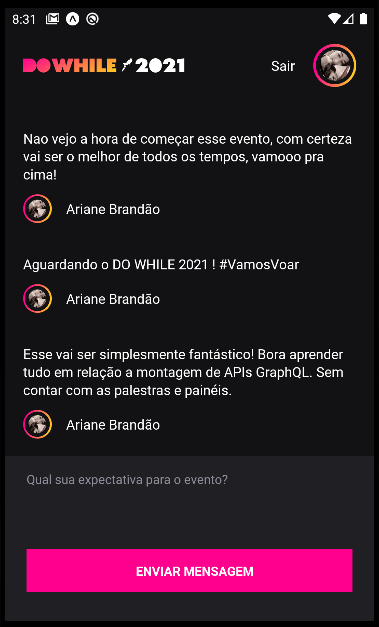 8:31
DOWHILE 2021
Sair
Nao vejo a hora de começar esse evento, com certeza
vai ser o melhor de todos os tempos, vamooo pra
cima!
Ariane Brandão
Aguardando o DO WHILE 2021 ! #VamosVoar
Ariane Brandão
Esse vai ser simplesmente fantástico! Bora aprender
tudo em relação a montagem de APIs GraphQL. Sem
contar com as palestras e painéis.
Ariane Brandão
Qual sua expectativa para o evento?
ENVIAR MENSAGEM